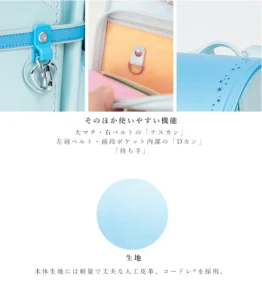 そのほか使いやすい機能
大マチ・右ベルトの「ナスカン」
左肩ベルト・前段ポケット内部の「Dカン」
「持ち手」
生地
本体生地には軽量で丈夫な人工皮革、コードレ®を採用。